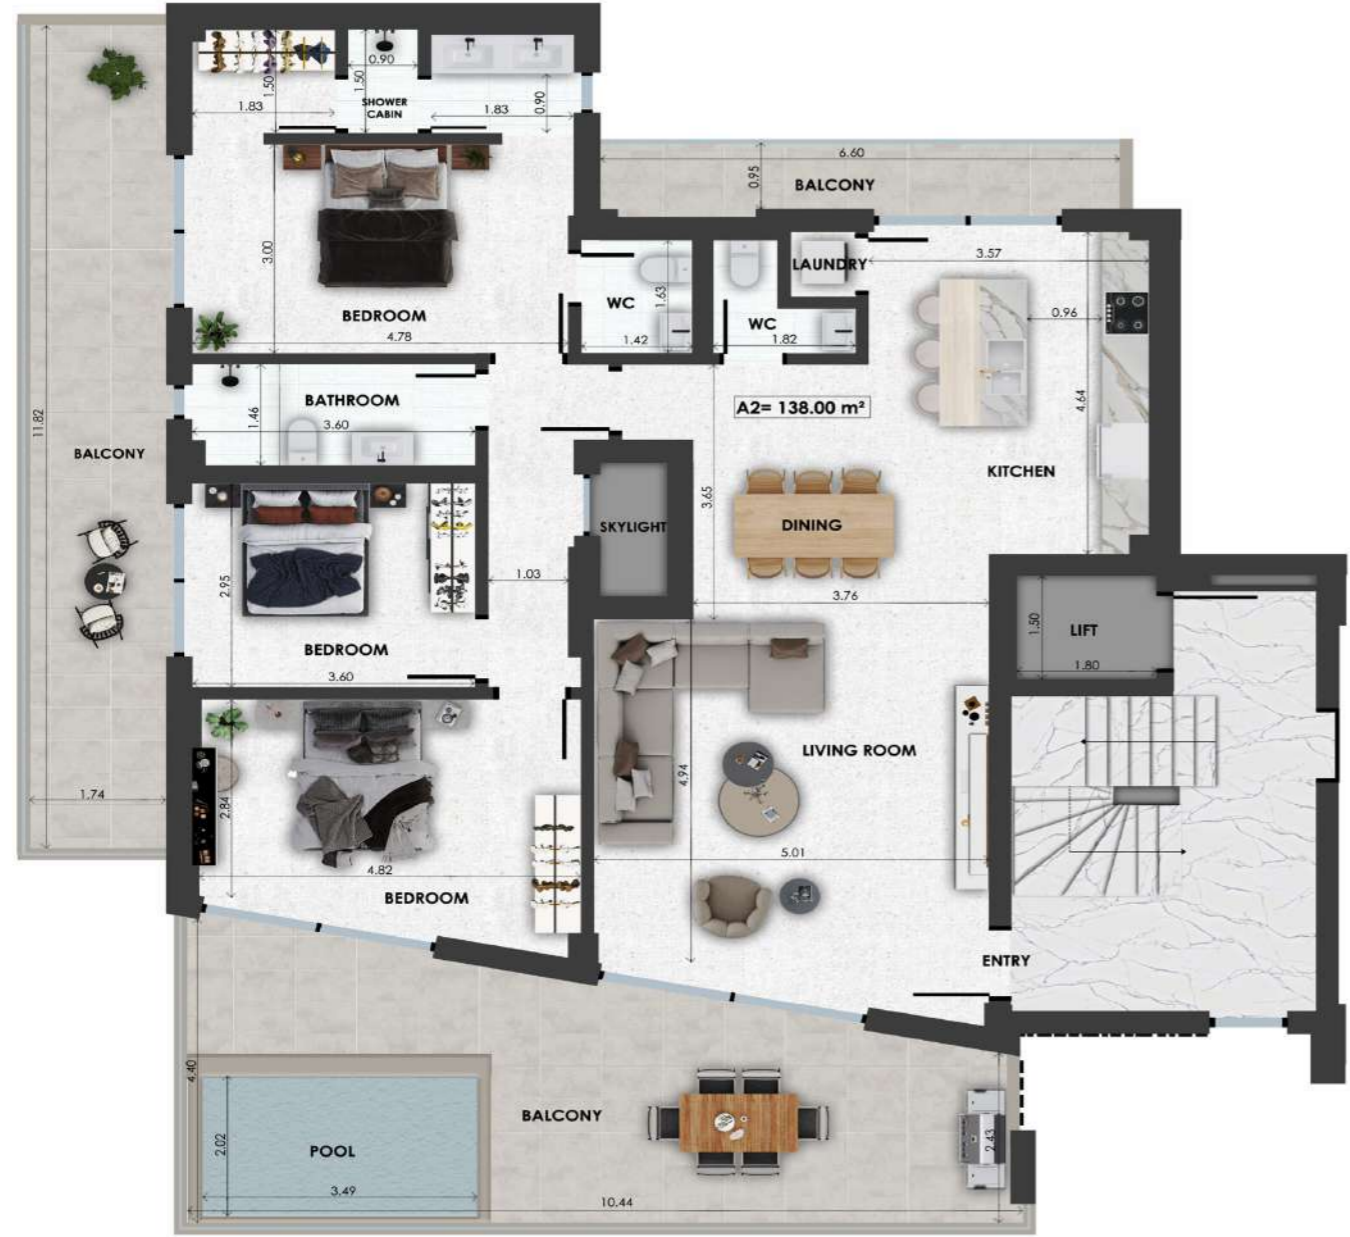 0.90
1.50
1.50
SHOWER
CABIN
1.83
1.83
0.90
6.60
0.95
BALCONY
3.00
BEDROOM
4.78
WC
1.63
1.42
WC
1.82
LAUNDRY
3.57
0.96
4.64
KITCHEN
A2= 138.00 m²
BATHROOM
1.46
3.60
11.82
BALCONY
1.74
SKYLIGHT
3.65
DINING
3.76
2.95
1.03
BEDROOM
3.60
LIFT
1.50
1.80
LIVING ROOM
4.94
5.01
2.84
4.82
BEDROOM
ENTRY
4.40
BALCONY
2.02
POOL
3.49
10.44
2.43